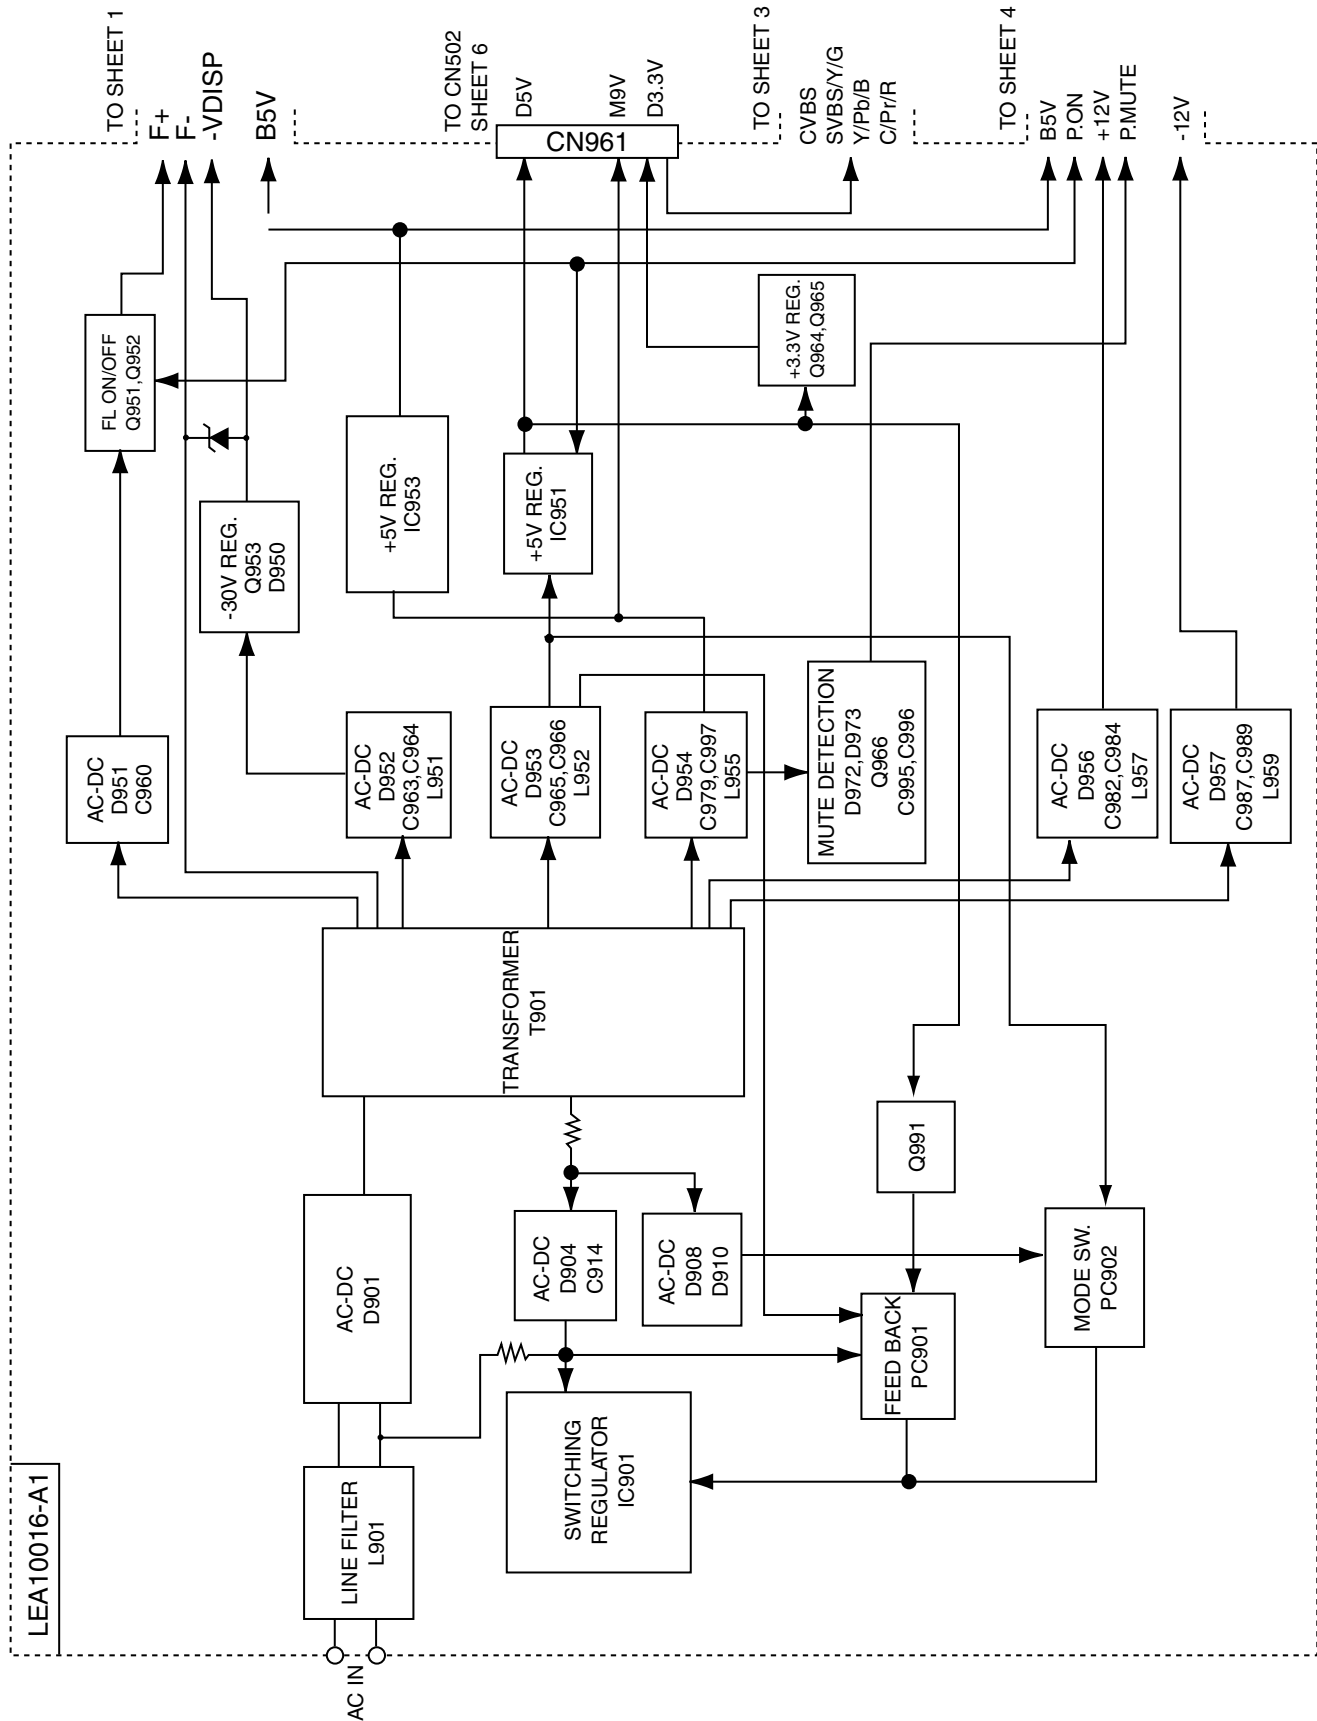 LEA10016-A1
AC IN
LINE FILTER
L901
AC-DC
D901
SWITCHING
REGULATOR
IC901
AC-DC
D904
C914
AC-DC
D908
D910
FEED BACK
PC901
MODE SW.
PC902
Q991
TRANSFORMER
T901
AC-DC
D951
C960
AC-DC
D952
C963,C964
L951
AC-DC
D953
C965,C966
L952
AC-DC
D954
C979,C997
L955
MUTE DETECTION
D972,D973
Q966
C995,C996
AC-DC
D956
C982,C984
L957
AC-DC
D957
C987,C989
L959
FL ON/OFF
Q951,Q952
-30V REG.
Q953
D950
+5V REG.
IC953
+5V REG.
IC951
+3.3V REG.
Q964,Q965
TO SHEET 1
F+
F-
-VDISP
B5V
TO CN502
SHEET 6
CN961
D5V
M9V
D3.3V
TO SHEET 3
CVBS
SVBS/Y/G
Y/Pb/B
C/Pr/R
TO SHEET 4
B5V
P.ON
+12V
P.MUTE
-12V